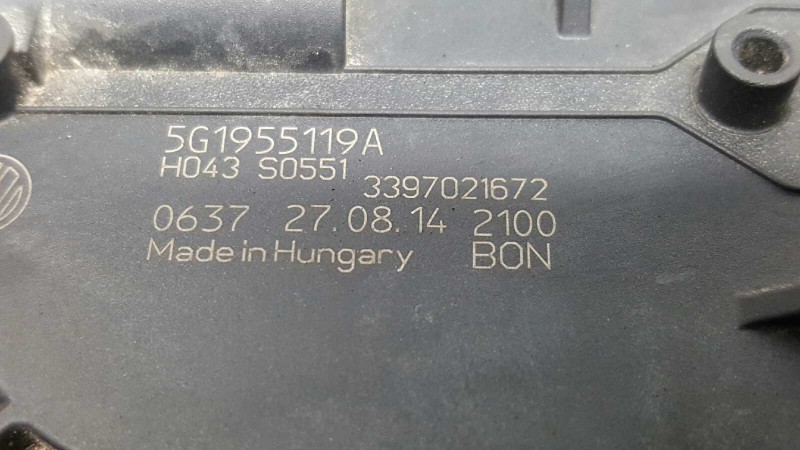 5G1955119A
H043 S0551
3397021672
0637 27.08.14 2100
Made in Hungary BON